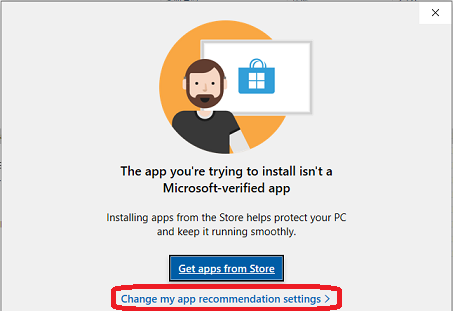 The app you're trying to install isn't a
Microsoft-verified app
Installing apps from the Store helps protect your PC
and keep it running smoothly.
Get apps from Store
Change my app recommendation settings >